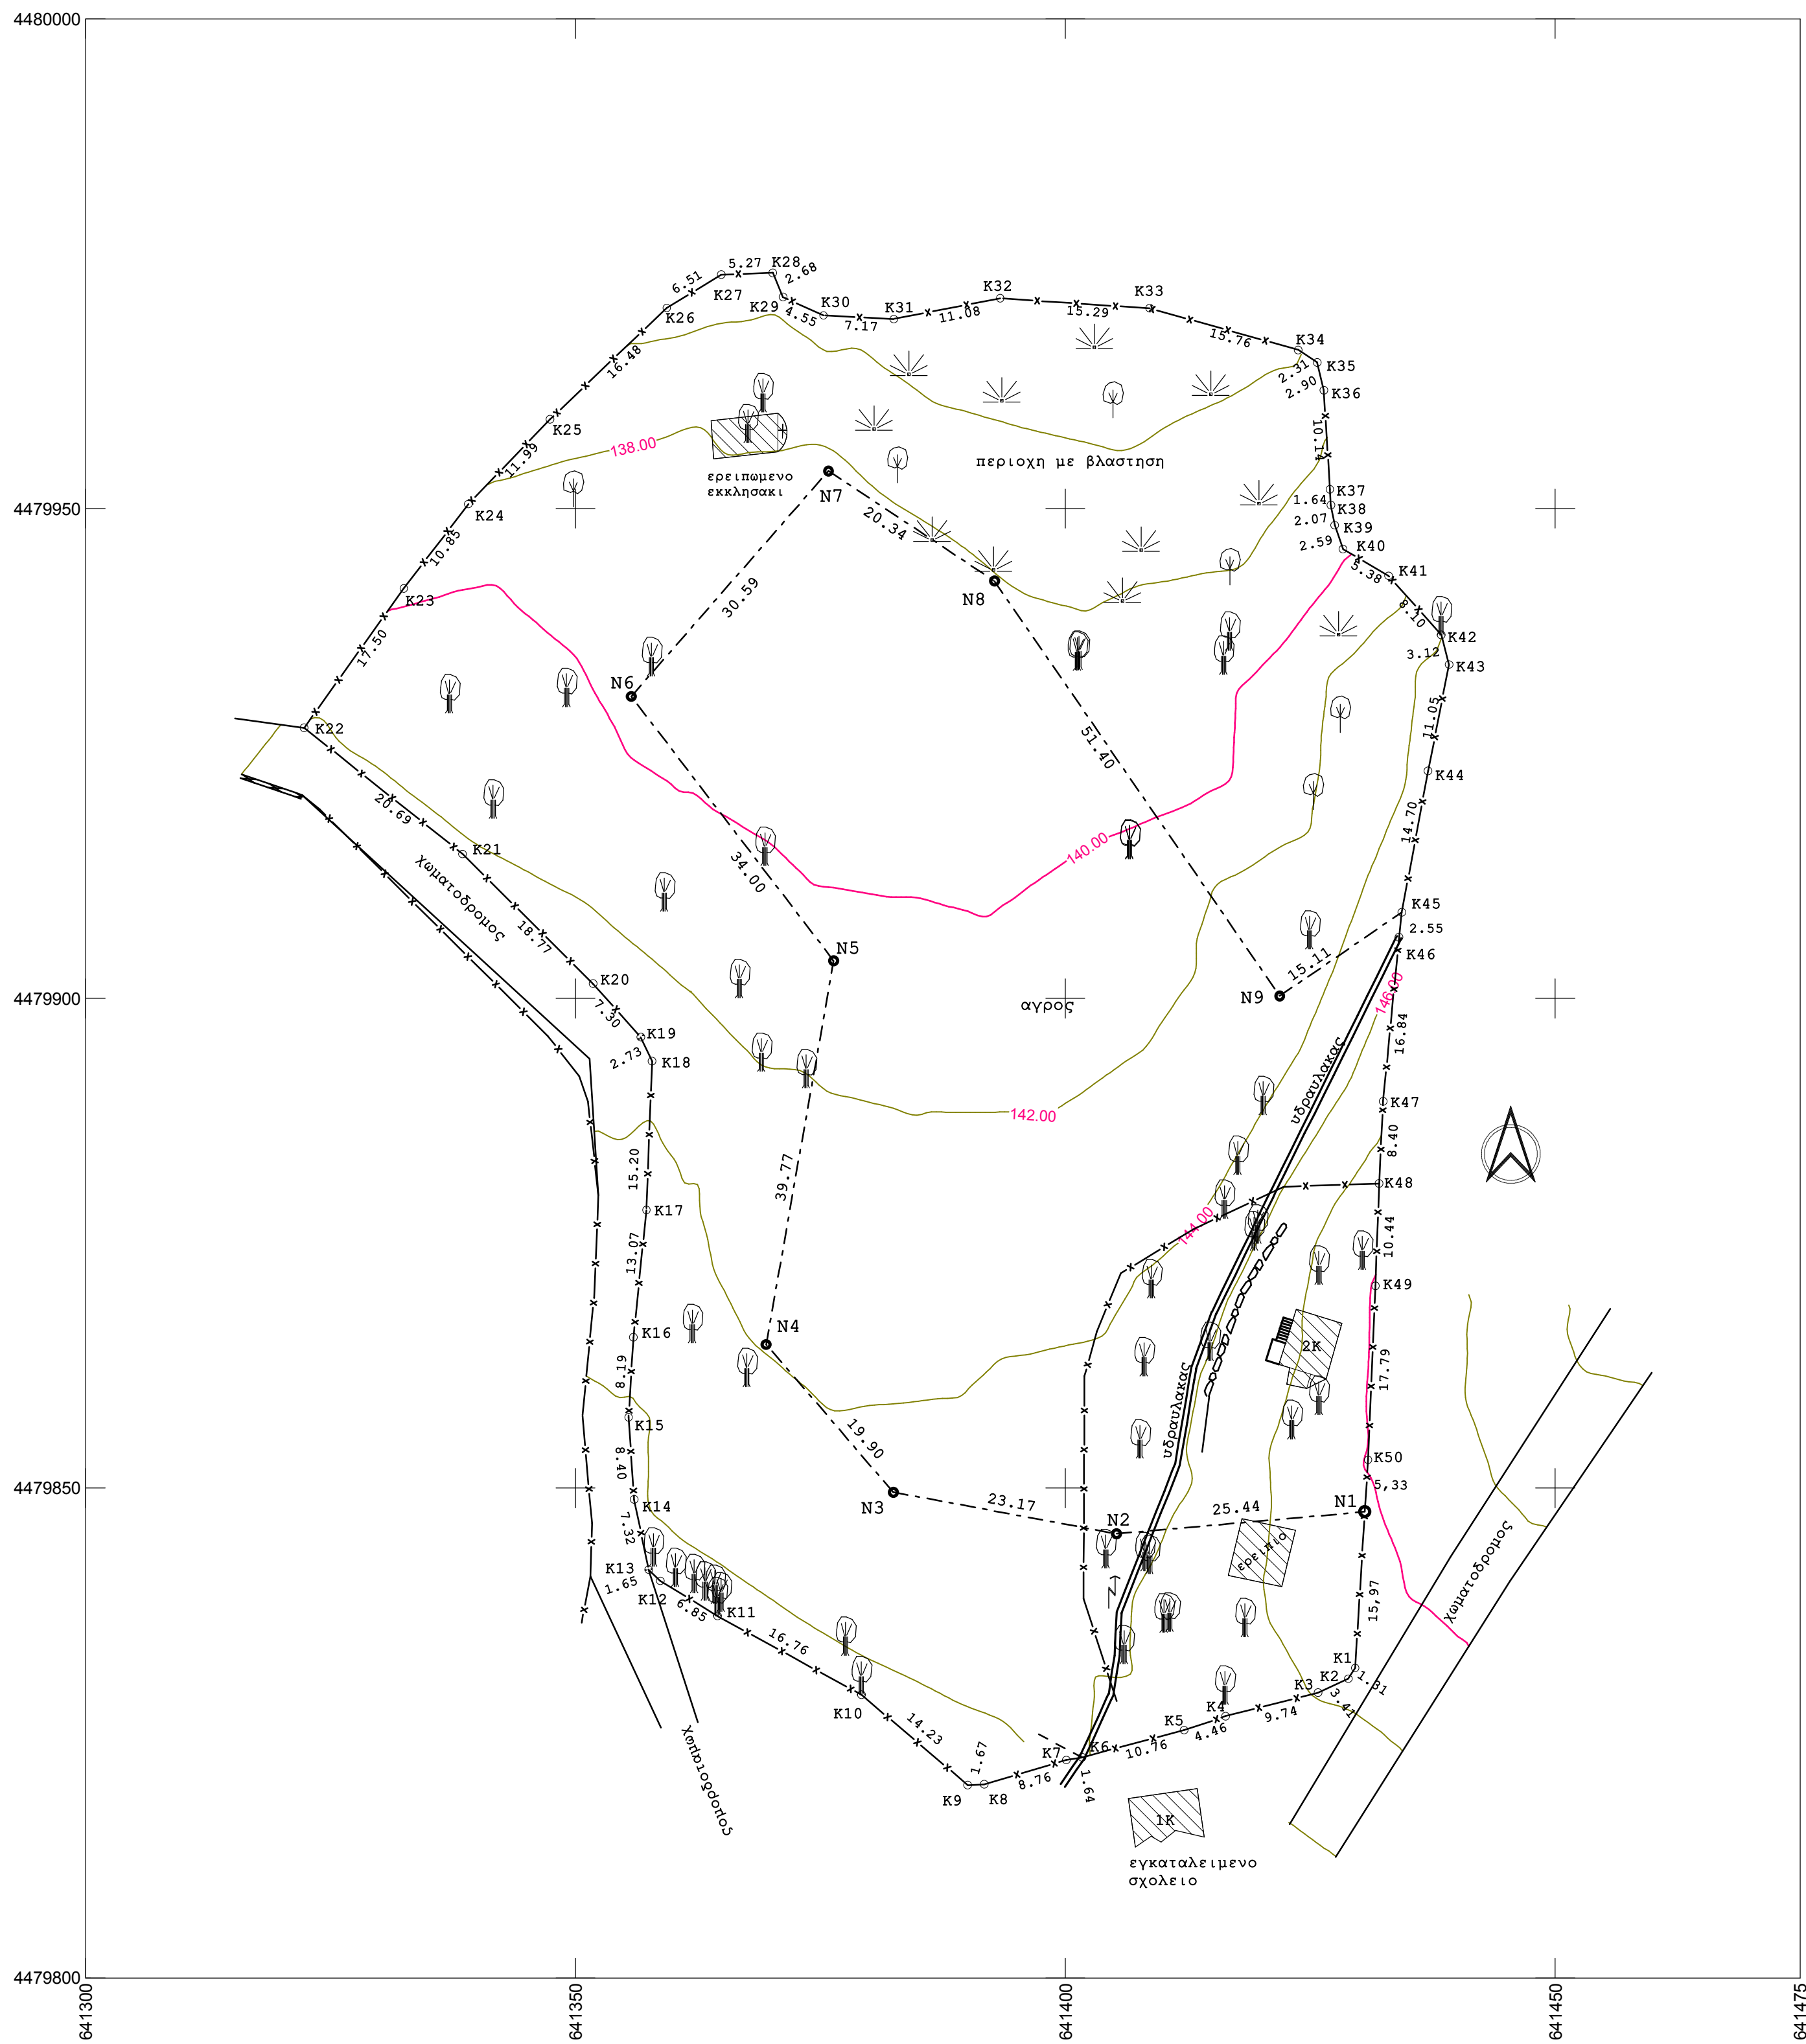 4480000
K28
5.27
2.68
6.51
K27
K29
K30
K32
K33
K26
4.55
7.17
K31
11.08
15.29
15.76
K34
16.48
2.31
K35
2.90
K36
K25
138.00
10.14
11.99
ερειπωμενο
εκκλησακι
περιοχη με βλαστηση
4479950
K24
N7
20.34
1.64
K37
K38
2.07
K39
2.59
K40
10.85
5.38
K41
K23
30.59
N8
8.10
17.50
K42
3.12
K43
N6
K22
51.40
11.05
K44
20.69
14.70
K21
34.00
140.00
χωματοδρομος
K45
18.77
2.55
N5
K46
15.11
K20
4479900
N9
146.00
αγρος
7.30
K19
2.73
K18
16.84
υδραυλακας
142.00
K47
8.40
15.20
39.77
K48
K17
144.00
10.44
13.07
K49
N4
K16
2K
17.79
8.19
υδραυλακας
K15
19.90
8.40
K50
4479850
5,33
K14
N3
23.17
N2
25.44
N1
7.32
ερειπιο
χωματοδρομος
K13
1.65
K12
K11
6.85
15,97
16.76
K1
K2
1.31
K3
3.41
K10
K4
9.74
14.23
K5
4.46
χωματοδρομος
K7
K6
10.76
1.67
8.76
1.64
K9
K8
1K
εγκαταλειμενο
σχολειο
4479800
641300
641350
641400
641450
641475